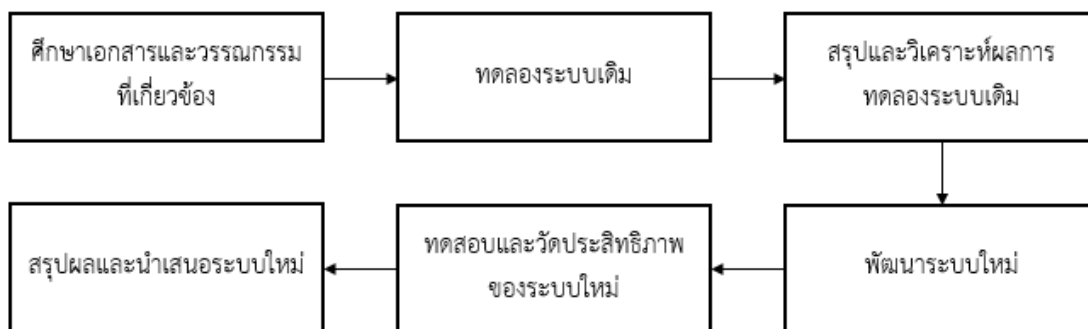 ศึกษาเอกสารและวรรณกรรม
ที่เกี่ยวข้อง
ทดลองระบบเดิม
สรุปและวิเคราะห์ผลการ
ทดลองระบบเดิม
พัฒนาระบบใหม่
ทดสอบและวัดประสิทธิภาพ
ของระบบใหม่
สรุปผลและนำเสนอระบบใหม่